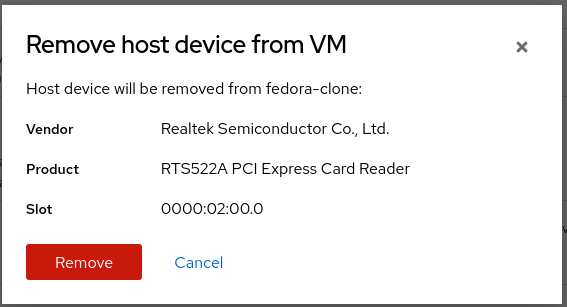 Remove host device from VM
Host device will be removed from fedora-clone:
Vendor Realtek Semiconductor Co., Ltd.
Product RTS522A PCI Express Card Reader
Slot 0000:02:00.0
Remove Cancel